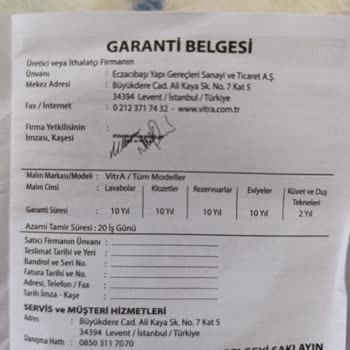 GARANTİ BELGESİ
Üretici veya İthalatçı Firmanın
Ünvanı : Eczacıbaşı Yapı Gereçleri Sanayi ve Ticaret A.Ş.
Mekez Adresi : Büyükdere Cad. Ali Kaya Sk. No. 7 Kat 5
34394 Levent / İstanbul / Türkiye
Fax / İnternet : 0 212 371 74 32 - www.vitra.com.tr
Firma Yetkilisinin
İmzası, Kaşesi :
Malın Markası/Modeli : VitrA / Tüm Modeller
Malın Cinsi : Lavabolar Klozetler Rezervuarlar Eviyeler Küvet ve Duş Tekneleri
Garanti Süresi : 10 Yıl 10 Yıl 10 Yıl 10 Yıl 2 Yıl
Azami Tamir Süresi : 20 İş Günü
Satıcı Firmanın Ünvanı :
Teslimat Tarihi ve Yeri :
Bandrol ve Seri No. :
Fatura Tarihi ve No. :
Adresi, Telefon / Fax :
Tarih İmza - Kaşe :
SERVİS ve MÜŞTERİ HİZMETLERİ
Adres : Büyükdere Cad. Ali Kaya Sk. No. 7 Kat 5
34394 Levent / İstanbul / Türkiye
Danışma Hattı : 0850 311 7070
SAKLAYIN